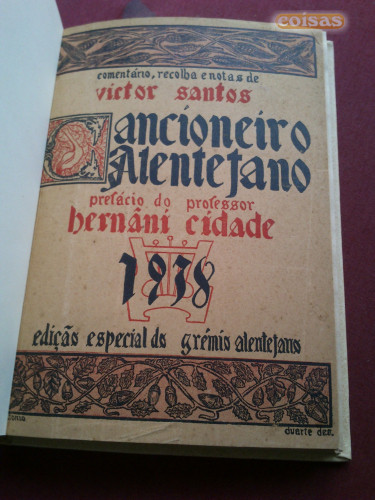 coisas
comentário, recolha e notas de
victor santos
Cancioneiro
Alentejano
prefácio do professor
hernâni cidade
1938
edição especial do grémio alentejano
duarte des.